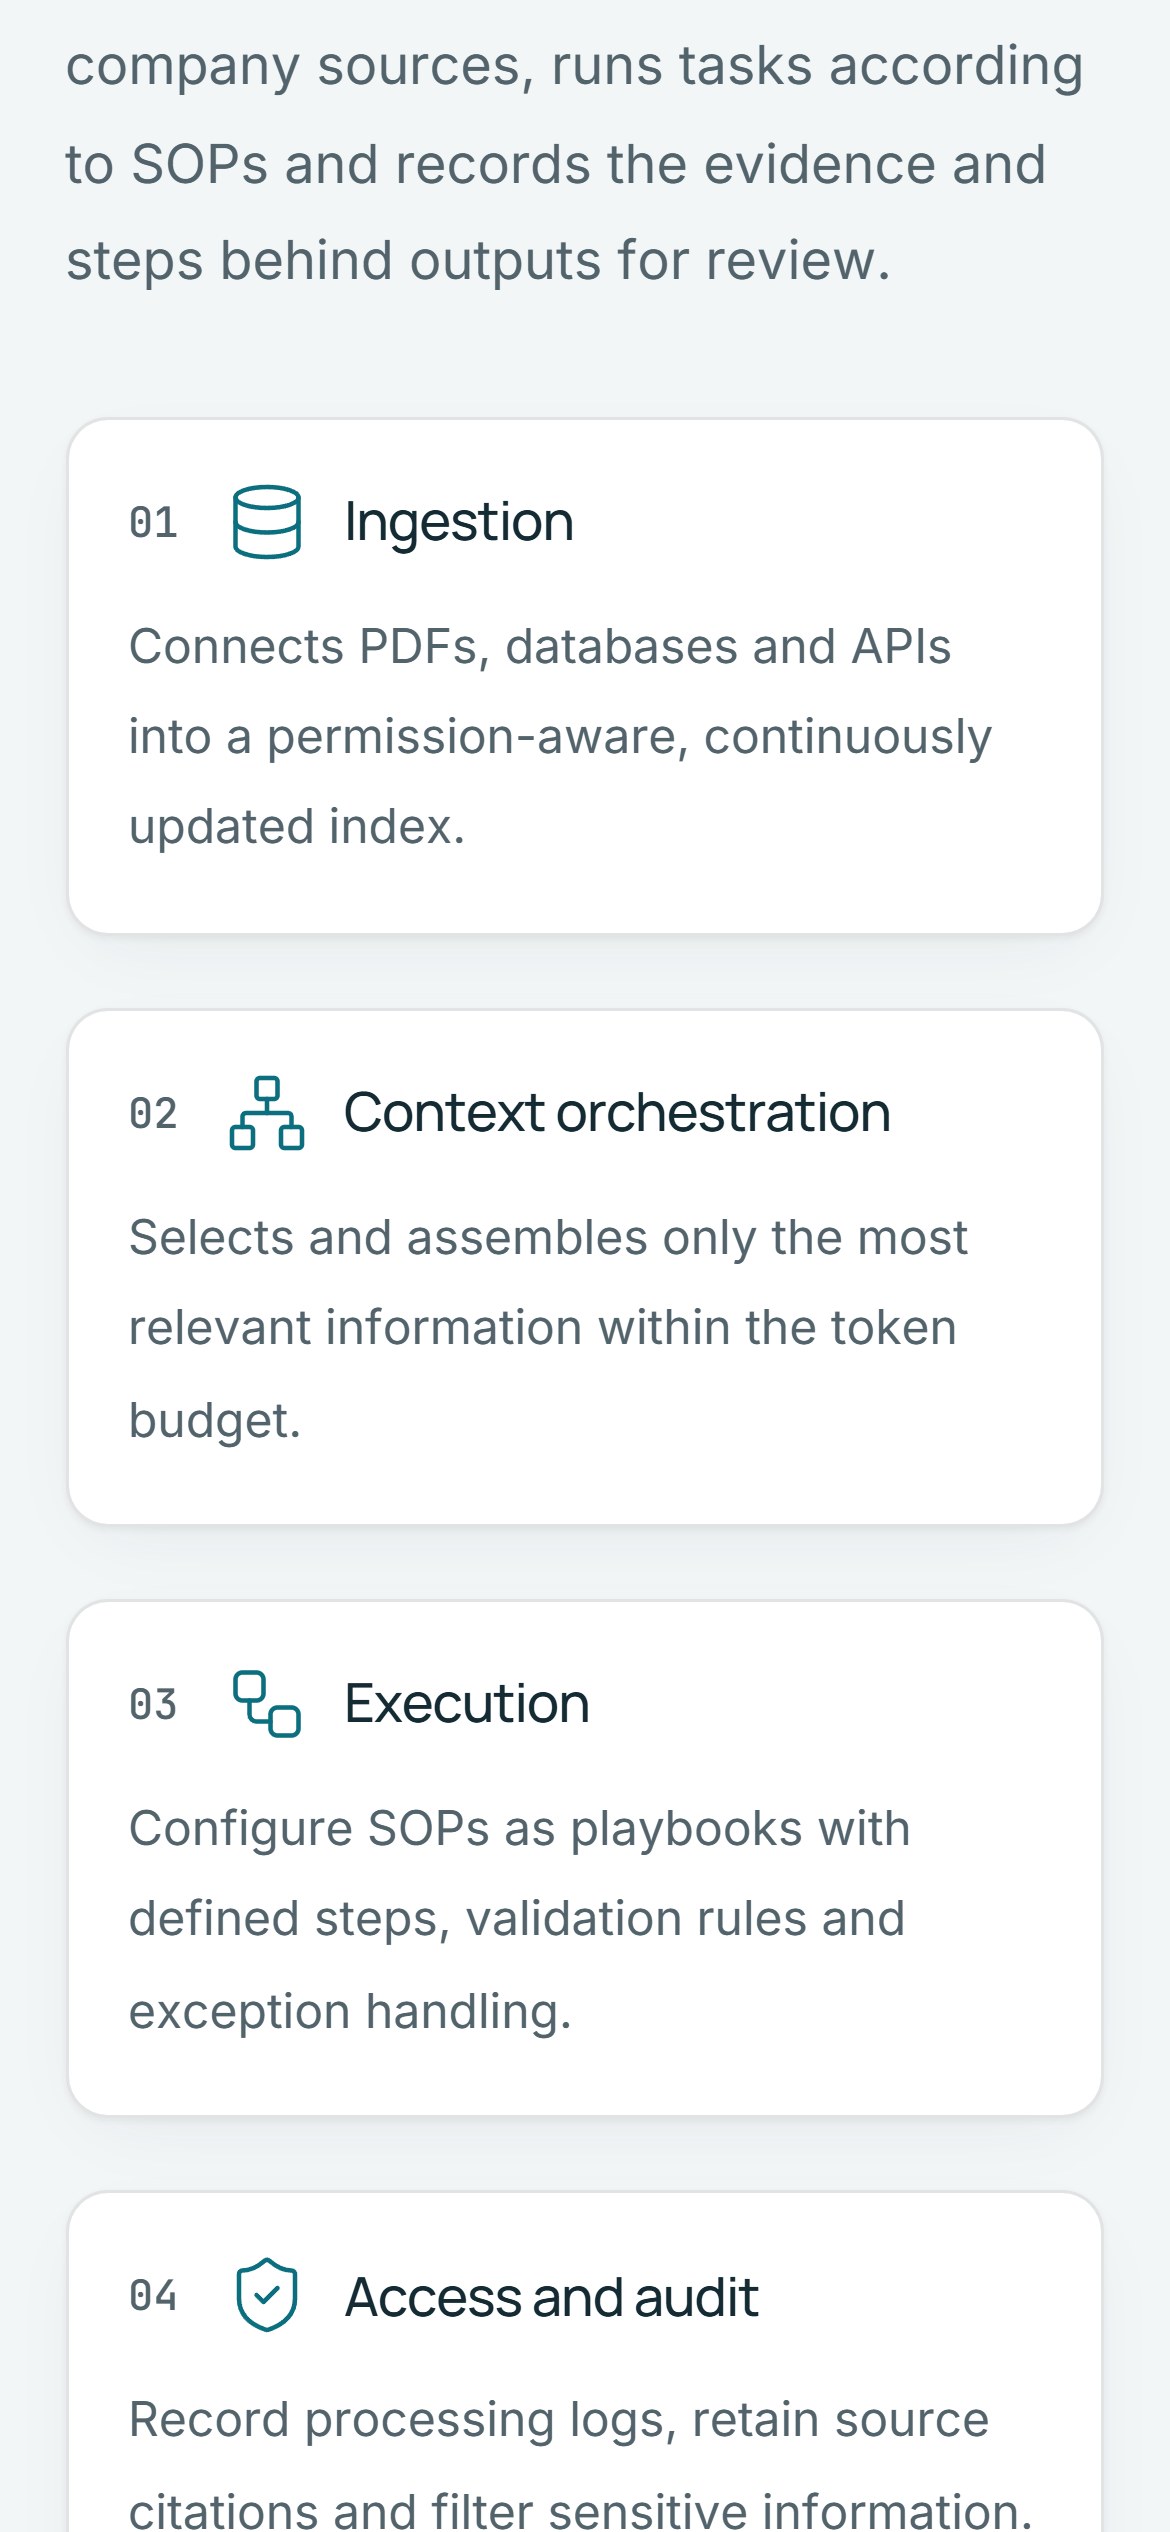 company sources, runs tasks according
to SOPs and records the evidence and
steps behind outputs for review.
01 Ingestion
Connects PDFs, databases and APIs
into a permission-aware, continuously
updated index.
02 Context orchestration
Selects and assembles only the most
relevant information within the token
budget.
03 Execution
Configure SOPs as playbooks with
defined steps, validation rules and
exception handling.
04 Access and audit
Record processing logs, retain source
citations and filter sensitive information.